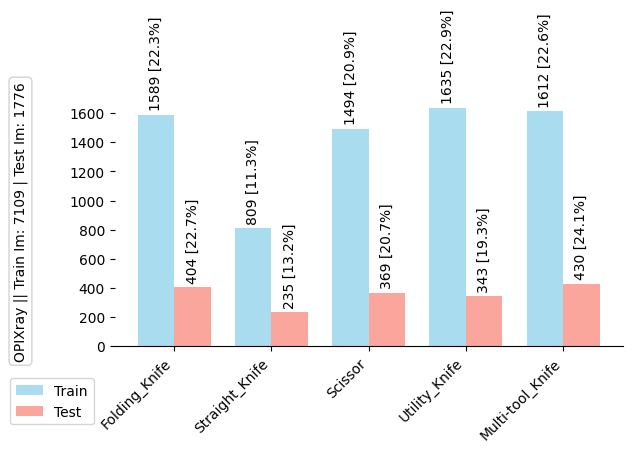 OPIXray || Train Im: 7109 | Test Im: 1776
1600
1400
1200
1000
800
600
400
200
0
1589 [22.3%]
404 [22.7%]
809 [11.3%]
235 [13.2%]
1494 [20.9%]
369 [20.7%]
1635 [22.9%]
343 [19.3%]
1612 [22.6%]
430 [24.1%]
Folding_Knife
Straight_Knife
Scissor
Utility_Knife
Multi-tool_Knife
Train
Test